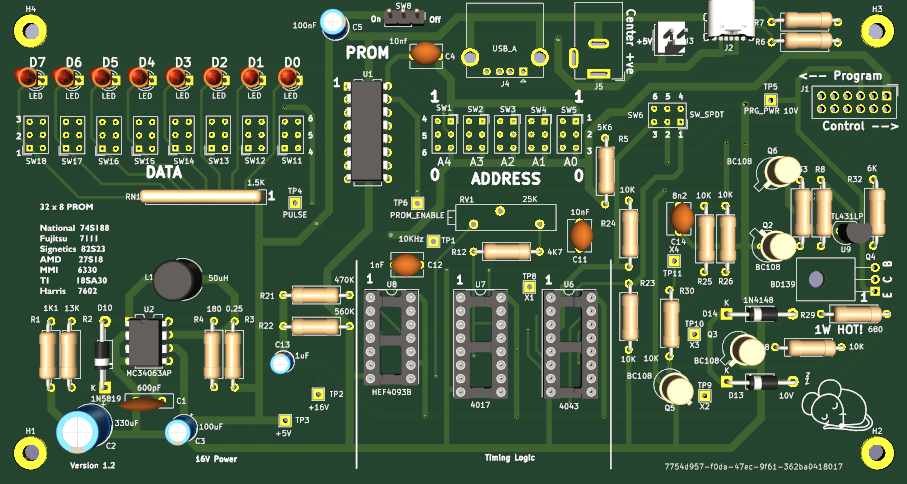 H4
100nF
C5
SW8
On
Off
PROM
10nf
C4
USB_A
J4
Center +ve
J5
+5V
J3
J2
R7
R6
H3
<-- Program
J1
Control -->
D7 D6 D5 D4 D3 D2 D1 D0
LED LED LED LED LED LED LED LED
3 6
2 5
1 4
SW18 SW17 SW16 SW15 SW14 SW13 SW12 SW11
DATA
U1
1
1 1
SW1 SW2 SW3 SW4 SW5
4 1
5 2
6 3
A4 A3 A2 A1 A0
0 0
ADDRESS
5K6
R5
6 5 4
SW6
SW_SPDT
3 2 1
TP5
PRG_PWR 10V
RN1
1.5K
1
TP4
PULSE
TP6
PROM_ENABLE
RV1
25K
10KHz
TP1
R12
4K7
10nF
C11
1nF
C12
10K
R24
8n2
C14
10K
10K
R25
R26
X4
TP11
Q6
BC108
Q2
BC108
R8
R32
6K
TL431LP
U9
Q4
BD139
B
C
E
1
32 x 8 PROM
National 74S188
Fujitsu 7111
Signetics 82S23
AMD 27S18
MMI 6330
TI 18SA30
Harris 7602
L1
50uH
R21
470K
R22
560K
C13
1uF
1K1
13K
R1
D10
R2
K
1N5819
U2
MC34063AP
180
0.25
R4
R3
600pF
C1
330uF
C2
100uF
C3
TP2
+16V
TP3
+5V
1
U8
HEF4093B
1
U7
4017
TP8
X1
1
U6
4043
R23
10K
R30
10K
TP10
X3
Q3
BC108
BC108
Q5
TP9
X2
1N4148
D14
K
R29
680
1W HOT!
10K
K
D13
10V
Z
H1
H2
Version 1.2
16V Power
Timing Logic
7754d957-f0da-47ec-9f61-362ba0418017